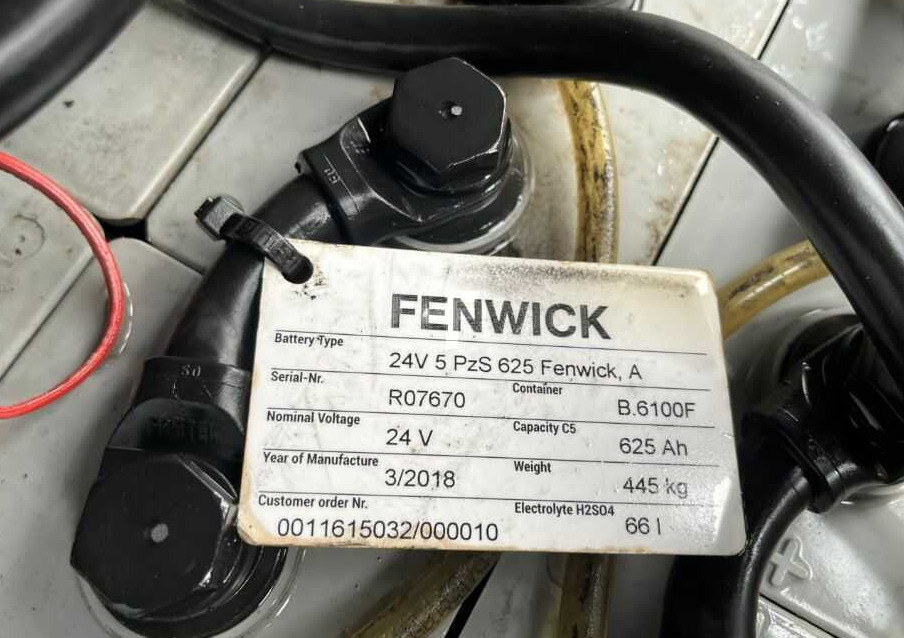 FENWICK
Battery Type
24V 5 PzS 625 Fenwick, A
Serial-Nr.
R07670
Container
B.6100F
Nominal Voltage
24 V
Capacity C5
625 Ah
Year of Manufacture
3/2018
Weight
445 kg
Customer order Nr.
0011615032/000010
Electrolyte H2SO4
66 l
+